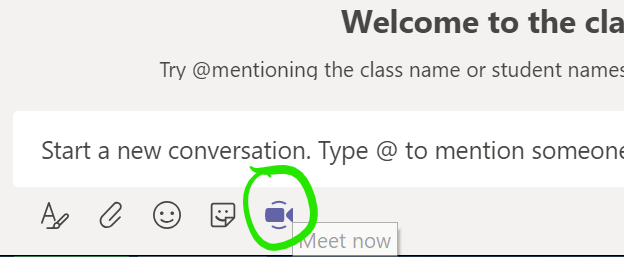 Welcome to the cla
Try @mentioning the class name or student names
Start a new conversation. Type @ to mention someone
Meet now